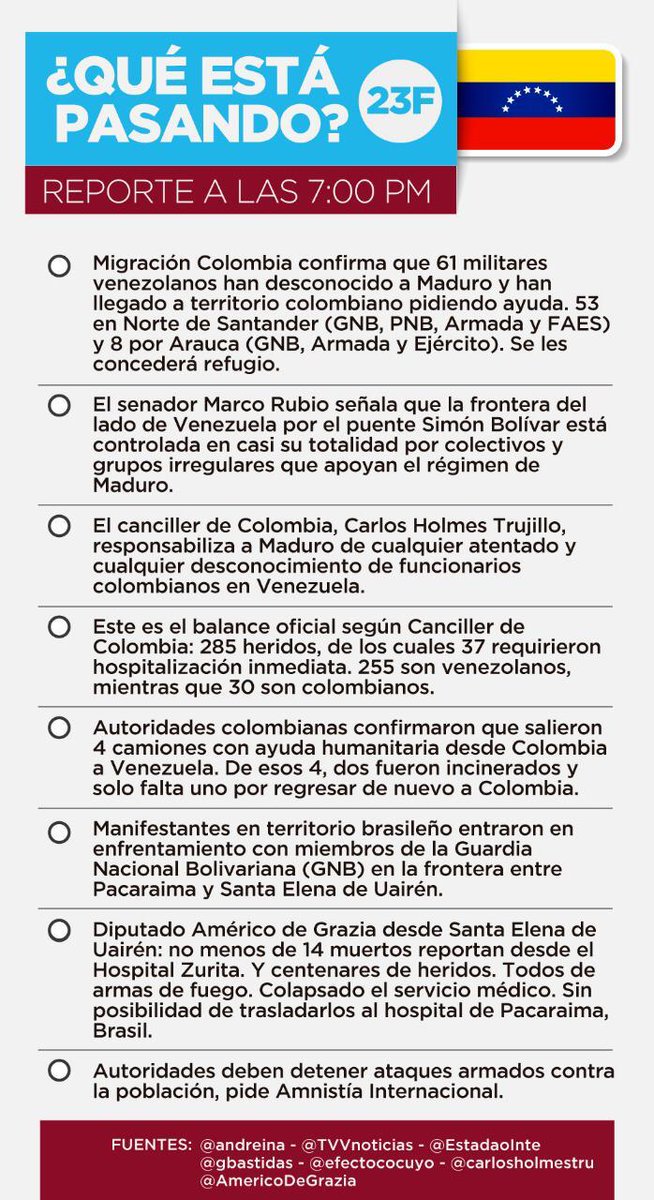 ¿QUÉ ESTÁ
PASANDO?
23F
REPORTE A LAS 7:00 PM
Migración Colombia confirma que 61 militares
venezolanos han desconocido a Maduro y han
llegado a territorio colombiano pidiendo ayuda. 53
en Norte de Santander (GNB, PNB, Armada y FAES)
y 8 por Arauca (GNB, Armada y Ejército). Se les
concederá refugio.
El senador Marco Rubio señala que la frontera del
lado de Venezuela por el puente Simón Bolívar está
controlada en casi su totalidad por colectivos y
grupos irregulares que apoyan el régimen de
Maduro.
El canciller de Colombia, Carlos Holmes Trujillo,
responsabiliza a Maduro de cualquier atentado y
cualquier desconocimiento de funcionarios
colombianos en Venezuela.
Este es el balance oficial según Canciller de
Colombia: 285 heridos, de los cuales 37 requirieron
hospitalización inmediata. 255 son venezolanos,
mientras que 30 son colombianos.
Autoridades colombianas confirmaron que salieron
4 camiones con ayuda humanitaria desde Colombia
a Venezuela. De esos 4, dos fueron incinerados y
solo falta uno por regresar de nuevo a Colombia.
Manifestantes en territorio brasileño entraron en
enfrentamiento con miembros de la Guardia
Nacional Bolivariana (GNB) en la frontera entre
Pacaraima y Santa Elena de Uairén.
Diputado Américo de Grazia desde Santa Elena de
Uairén: no menos de 14 muertos reportan desde el
Hospital Zurita. Y centenares de heridos. Todos de
armas de fuego. Colapsado el servicio médico. Sin
posibilidad de trasladarlos al hospital de Pacaraima,
Brasil.
Autoridades deben detener ataques armados contra
la población, pide Amnistía Internacional.
FUENTES: @andreina - @TVVnoticias - @EstadaoInte
@gbastidas - @efectococuyo - @carlosholmestru
@AmericoDeGrazia